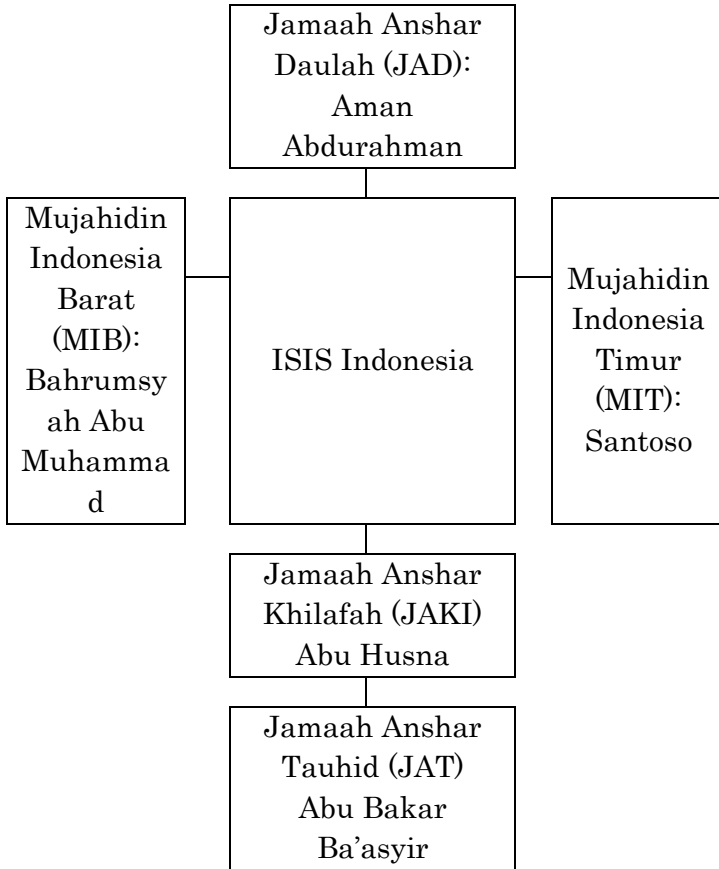 Jamaah Anshar
Daulah (JAD):
Aman
Abdurahman
Mujahidin
Indonesia
Barat
(MIB):
Bahrumsy
ah Abu
Muhamma
d
ISIS Indonesia
Mujahidin
Indonesia
Timur
(MIT):
Santoso
Jamaah Anshar
Khilafah (JAKI)
Abu Husna
Jamaah Anshar
Tauhid (JAT)
Abu Bakar
Ba’asyir